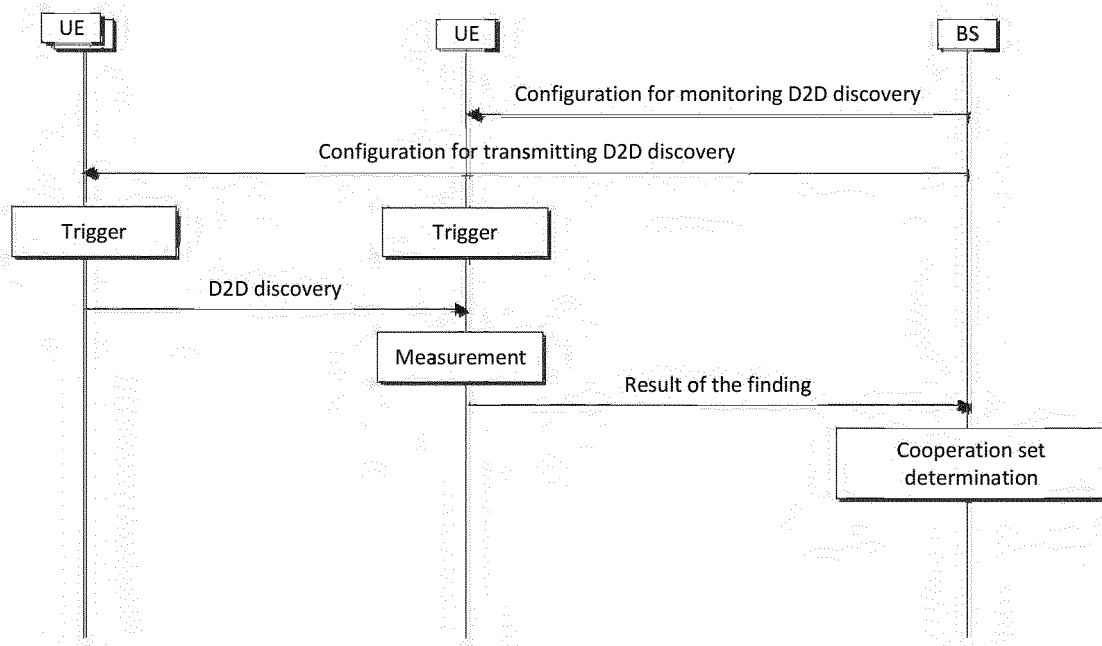 UE
UE
BS
Configuration for monitoring D2D discovery
Configuration for transmitting D2D discovery
Trigger
Trigger
D2D discovery
Measurement
Result of the finding
Cooperation set
determination